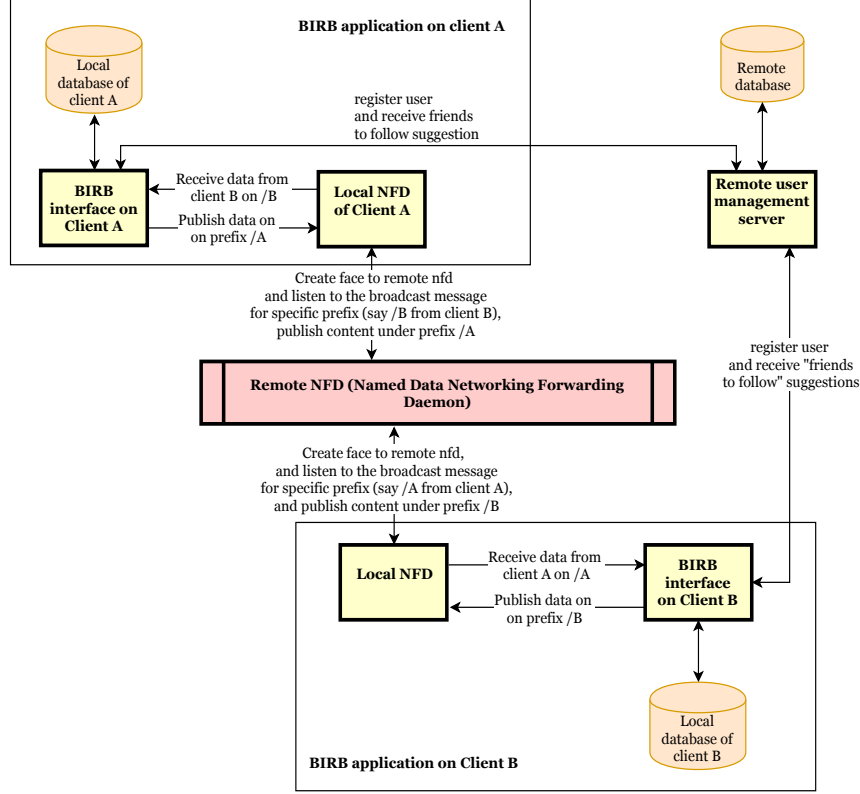 BIRB application on client A
Local
database of
client A
Remote
database
register user
and receive friends
to follow suggestion
BIRB
interface on
Client A
Receive data from
client B on /B
Publish data on
on prefix /A
Local NFD
of Client A
Remote user
management
server
Create face to remote nfd
and listen to the broadcast message
for specific prefix (say /B from client B),
publish content under prefix /A
register user
and receive "friends
to follow" suggestions
Remote NFD (Named Data Networking Forwarding
Daemon)
Create face to remote nfd,
and listen to the broadcast message
for specific prefix (say /A from client A),
and publish content under prefix /B
Local NFD
Receive data from
client A on /A
Publish data on
on prefix /B
BIRB
interface
on Client B
Local
database of
client B
BIRB application on Client B